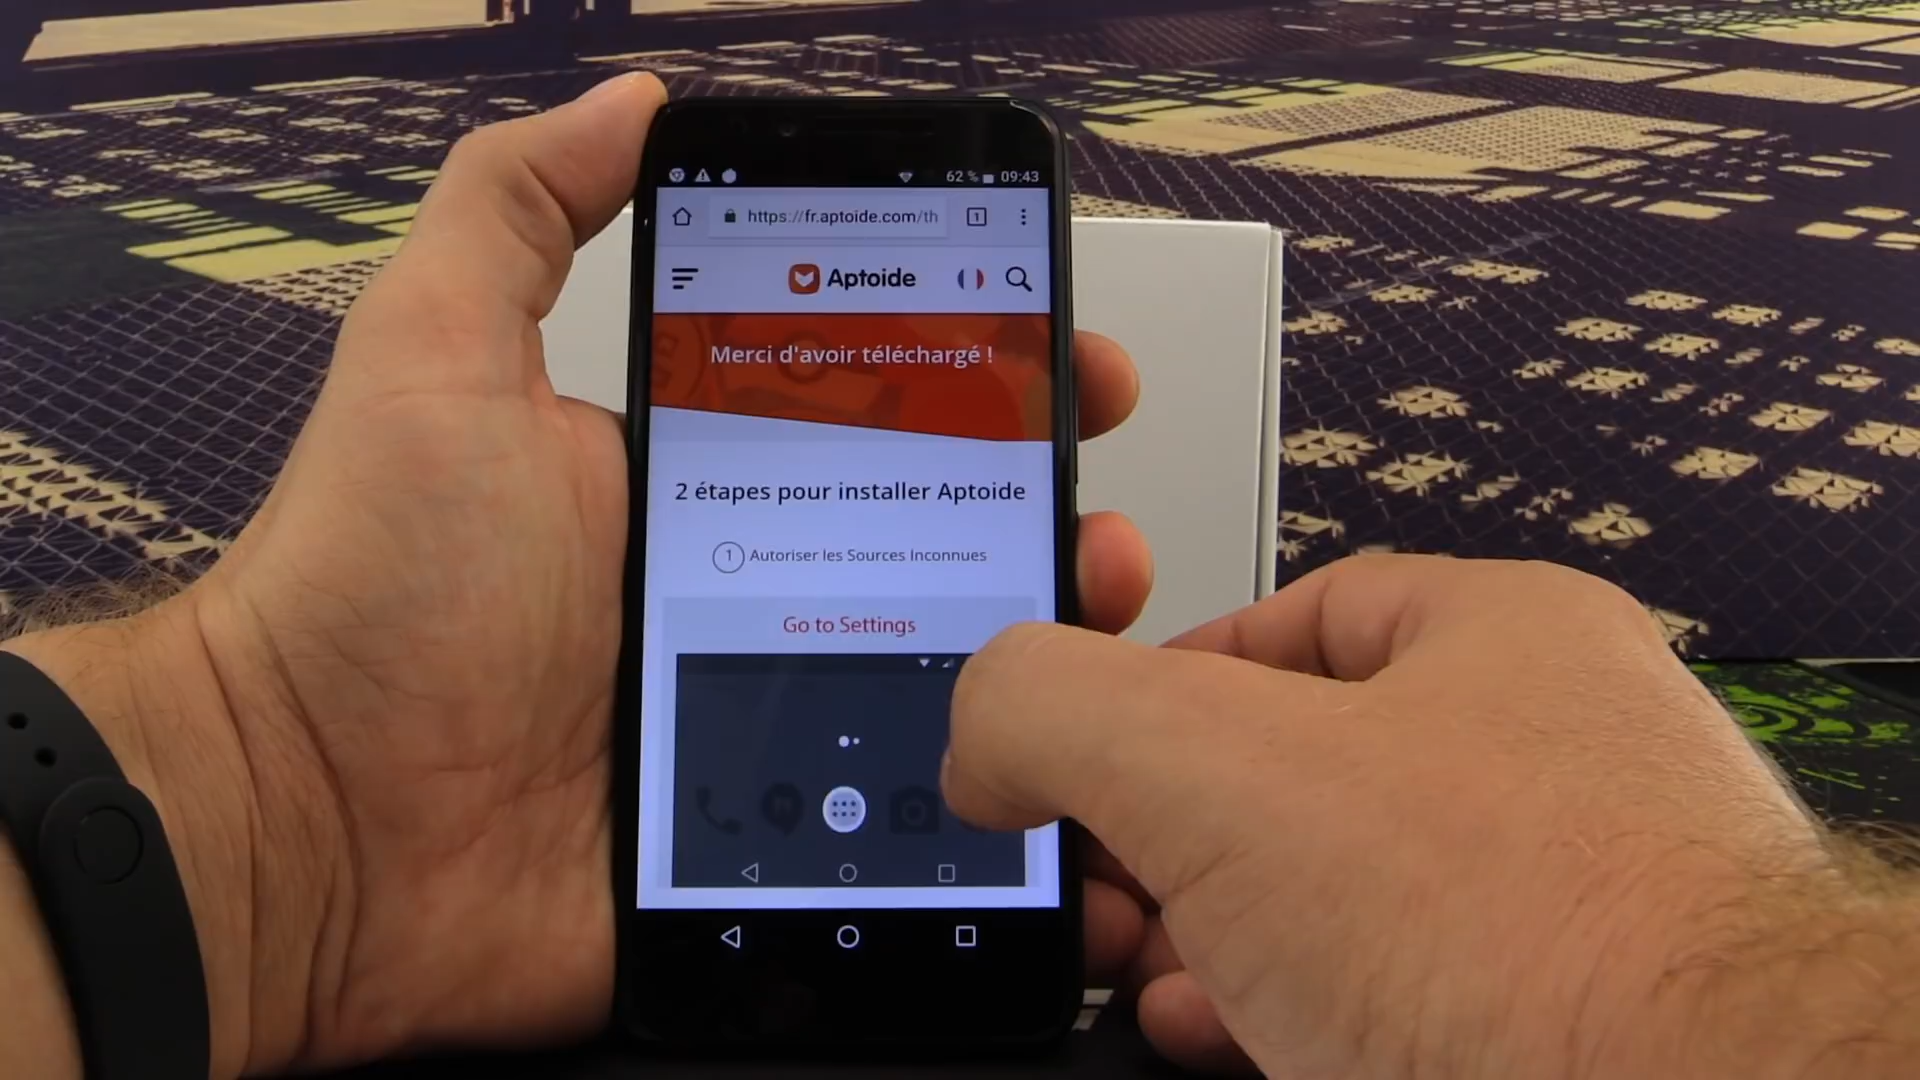 62 % 09:43
https://fr.aptoide.com/th 1
Aptoide
Merci d'avoir téléchargé !
2 étapes pour installer Aptoide
1 Autoriser les Sources Inconnues
Go to Settings